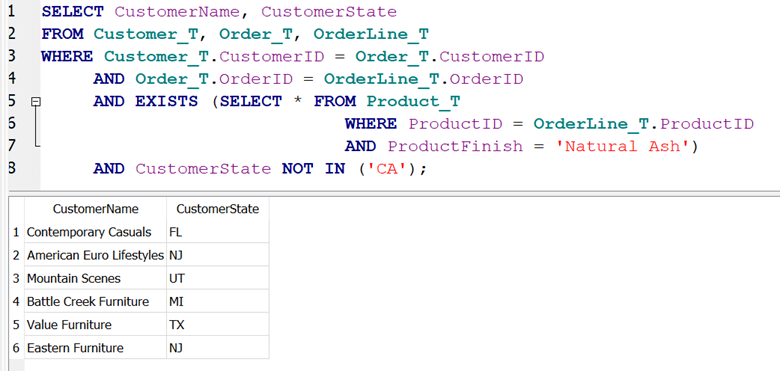 1 SELECT CustomerName, CustomerState
2 FROM Customer_T, Order_T, OrderLine_T
3 WHERE Customer_T.CustomerID = Order_T.CustomerID
4 AND Order_T.OrderID = OrderLine_T.OrderID
5 AND EXISTS (SELECT * FROM Product_T
6 WHERE ProductID = OrderLine_T.ProductID
7 AND ProductFinish = 'Natural Ash')
8 AND CustomerState NOT IN ('CA');
CustomerName CustomerState
1 Contemporary Casuals FL
2 American Euro Lifestyles NJ
3 Mountain Scenes UT
4 Battle Creek Furniture MI
5 Value Furniture TX
6 Eastern Furniture NJ